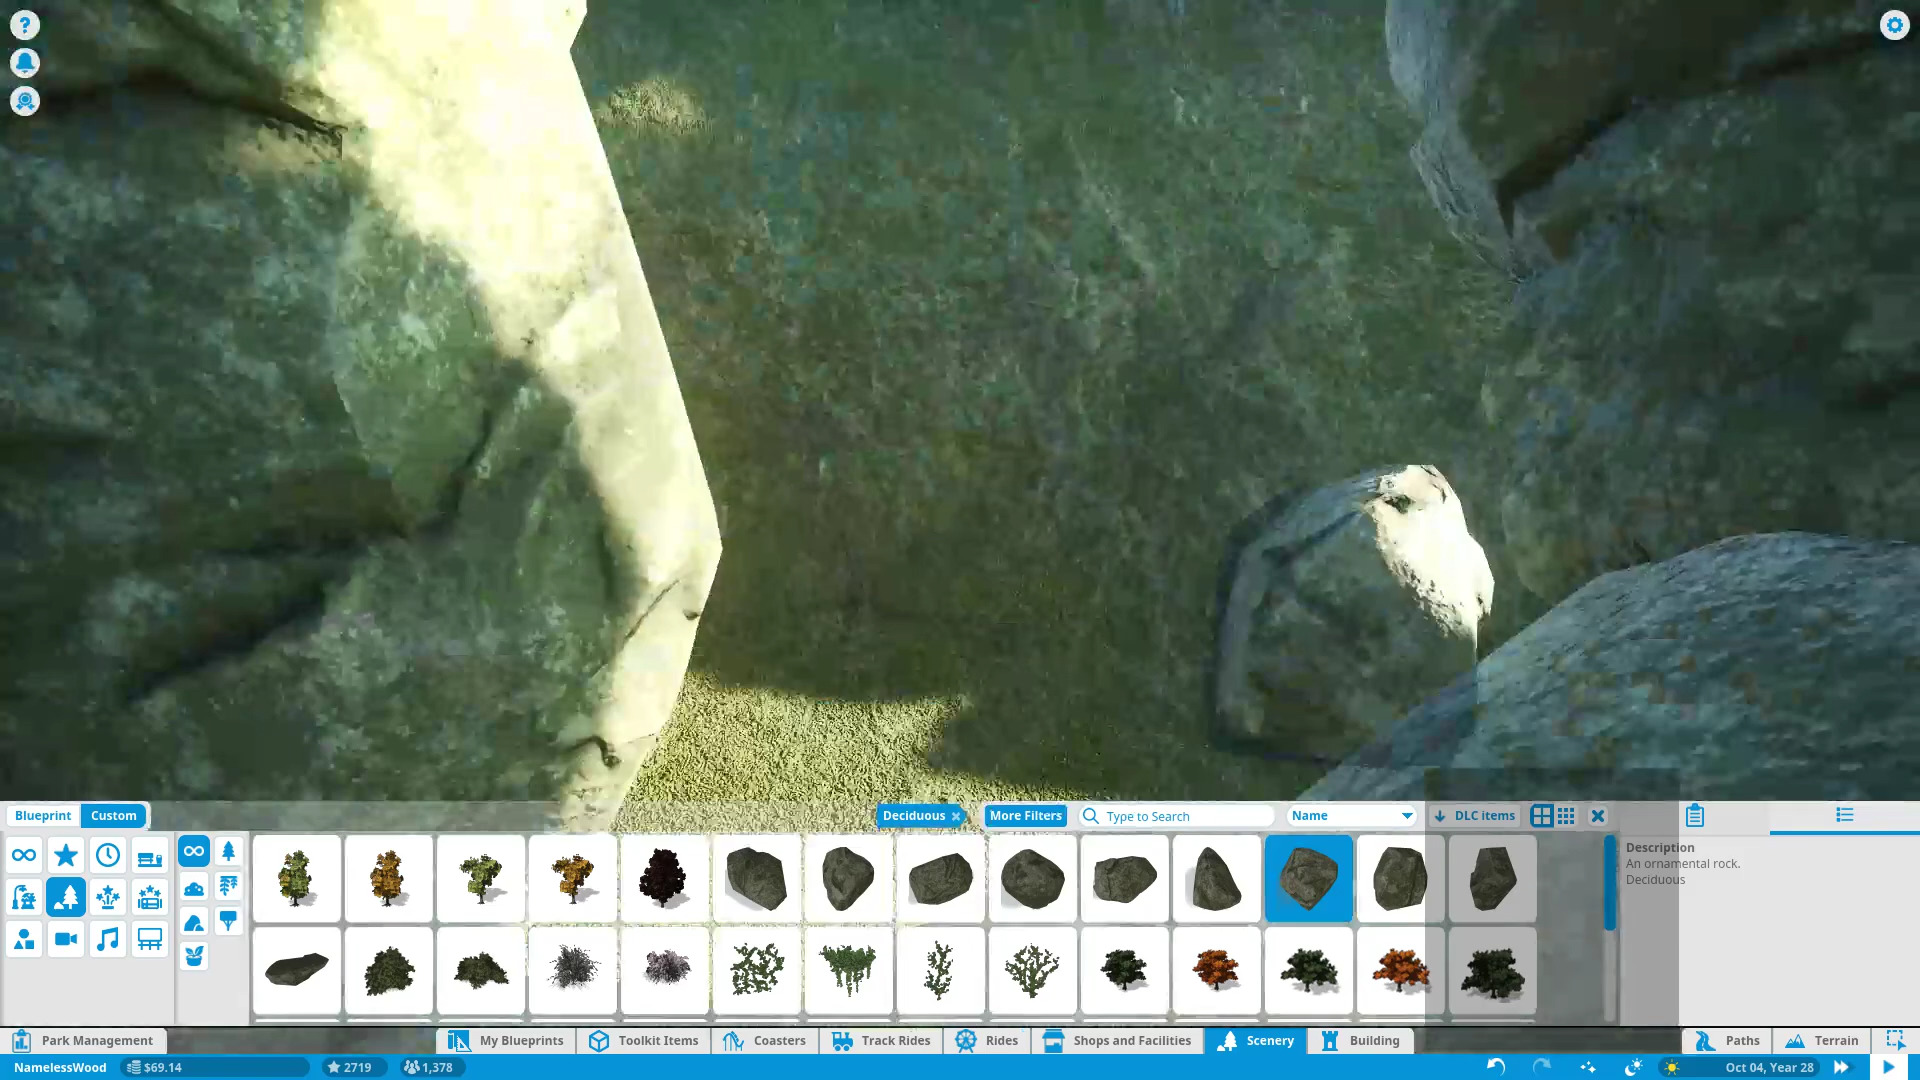 Blueprint
Custom
Deciduous
More Filters
Type to Search
Name
DLC items
Description
An ornamental rock.
Deciduous
Park Management
My Blueprints
Toolkit Items
Coasters
Track Rides
Rides
Shops and Facilities
Scenery
Building
Paths
Terrain
NamelessWood
$69.14
2719
1,378
Oct 04, Year 28